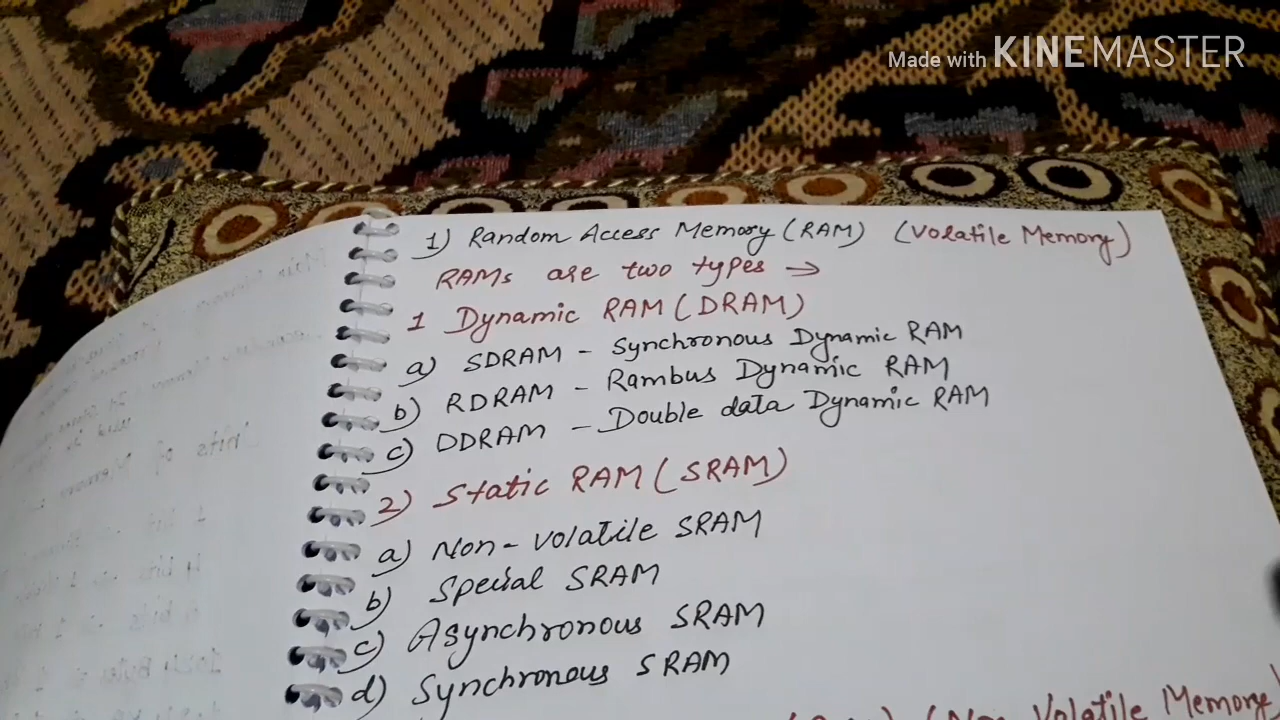 Made with KINEMASTER
1) Random Access Memory (RAM) (Volatile Memory)
RAMs are two types →
1 Dynamic RAM (DRAM)
a) SDRAM - Synchronous Dynamic RAM
b) RDRAM - Rambus Dynamic RAM
c) DDRAM - Double data Dynamic RAM
2) Static RAM (SRAM)
a) Non-volatile SRAM
b) Special SRAM
c) Asynchronous SRAM
d) Synchronous SRAM
(Non Volatile Memory)